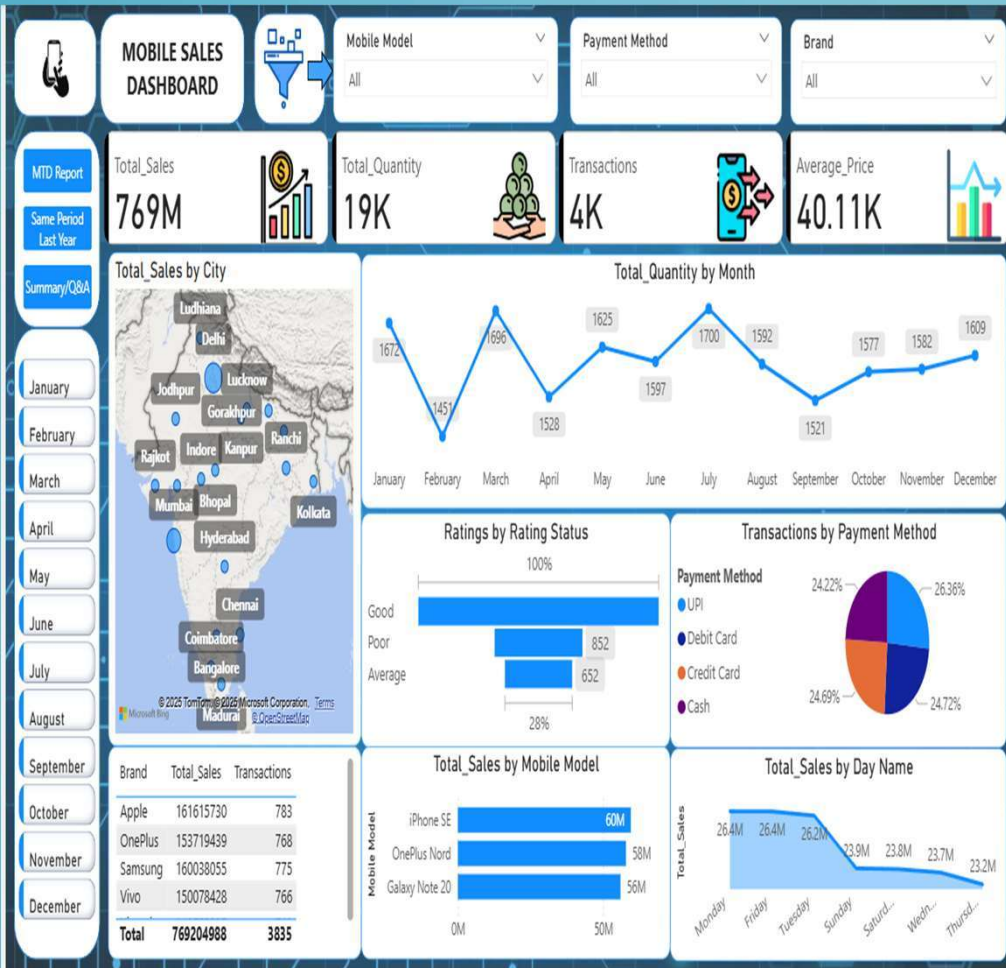 MOBILE SALES
DASHBOARD
Mobile Model
All
Payment Method
All
Brand
All
MTD Report
Same Period
Last Year
Summary/Q&A
Total_Sales
769M
Total_Quantity
19K
Transactions
4K
Average_Price
40.11K
January
February
March
April
May
June
July
August
September
October
November
December
Total_Sales by City
Ludhiana
Delhi
Lucknow
Jodhpur
Gorakhpur
Ranchi
Rajkot
Indore
Kanpur
Mumbai
Bhopal
Kolkata
Hyderabad
Chennai
Coimbatore
Bangalore
© 2025 TomTom, © 2025 Microsoft Corporation, Terms
Microsoft Bing
Madurai
© OpenStreetMap
Total_Quantity by Month
1672
1451
1696
1528
1625
1597
1700
1592
1521
1577
1582
1609
January February March April May June July August September October November December
Ratings by Rating Status
100%
Good
Poor
852
Average
652
28%
Transactions by Payment Method
Payment Method
UPI
Debit Card
Credit Card
Cash
24.22%
26.36%
24.69%
24.72%
Brand Total_Sales Transactions
Apple 161615730 783
OnePlus 153719439 768
Samsung 160038055 775
Vivo 150078428 766
Total 769204988 3835
Total_Sales by Mobile Model
Mobile Model
iPhone SE 60M
OnePlus Nord 58M
Galaxy Note 20 56M
0M 50M
Total_Sales by Day Name
Total_Sales
26.4M 26.4M 26.2M 23.9M 23.8M 23.7M 23.2M
Monday Friday Tuesday Sunday Saturd... Wedn... Thursd...